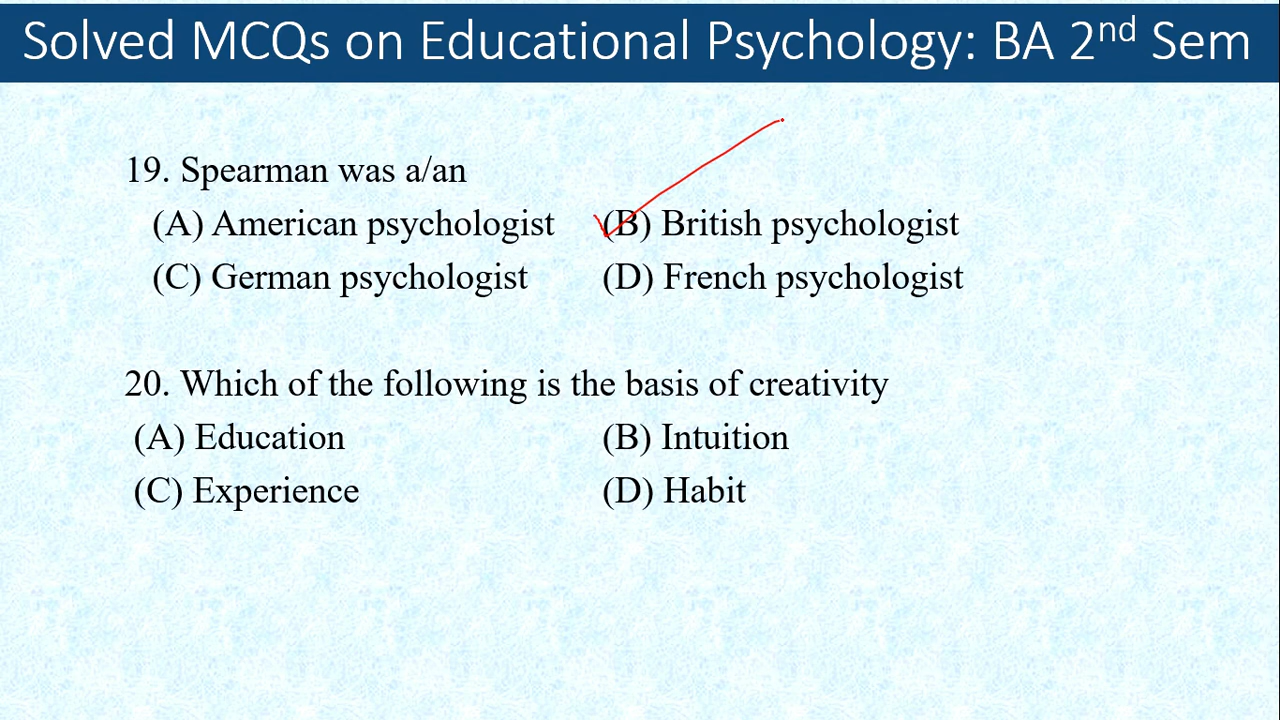 Solved MCQs on Educational Psychology: BA 2nd Sem
19. Spearman was a/an
(A) American psychologist (B) British psychologist
(C) German psychologist (D) French psychologist
20. Which of the following is the basis of creativity
(A) Education (B) Intuition
(C) Experience (D) Habit